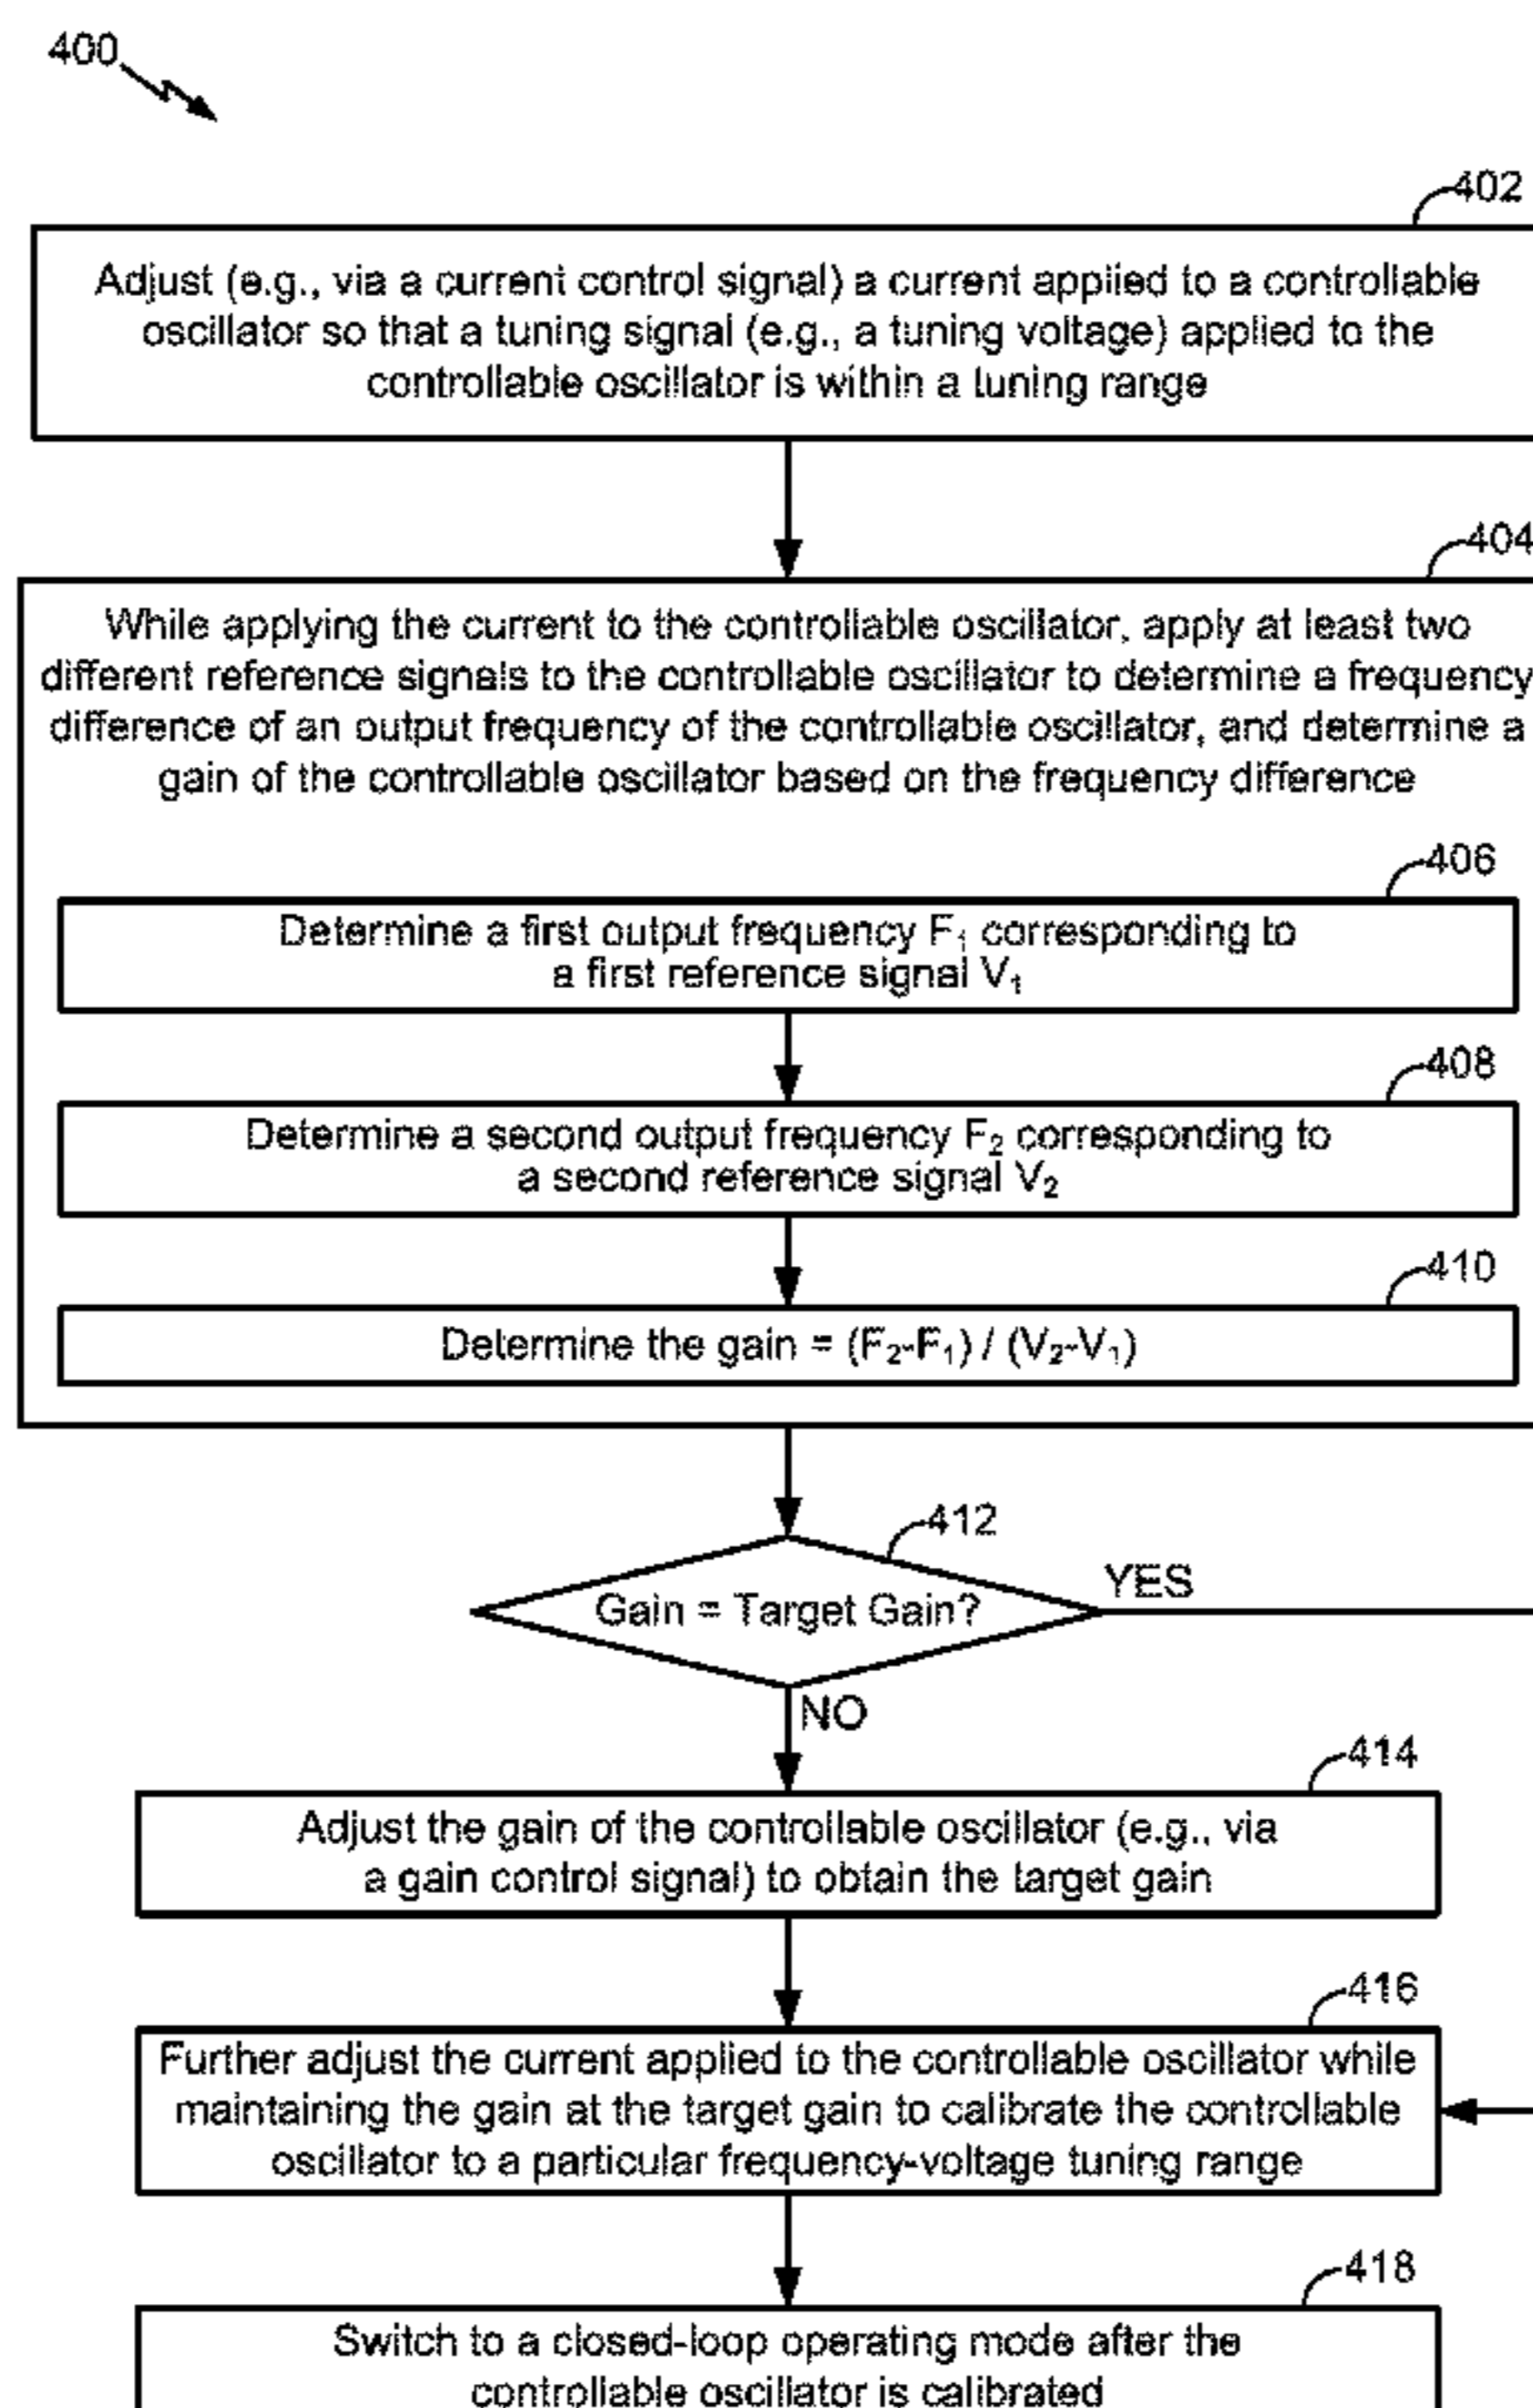 400
402
Adjust (e.g., via a current control signal) a current applied to a controllable
oscillator so that a tuning signal (e.g., a tuning voltage) applied to the
controllable oscillator is within a tuning range
404
While applying the current to the controllable oscillator, apply at least two
different reference signals to the controllable oscillator to determine a frequency
difference of an output frequency of the controllable oscillator, and determine a
gain of the controllable oscillator based on the frequency difference
406
Determine a first output frequency F₁ corresponding to
a first reference signal V₁
408
Determine a second output frequency F₂ corresponding to
a second reference signal V₂
410
Determine the gain = (F₂-F₁) / (V₂-V₁)
412
Gain = Target Gain?
YES
NO
414
Adjust the gain of the controllable oscillator (e.g., via
a gain control signal) to obtain the target gain
416
Further adjust the current applied to the controllable oscillator while
maintaining the gain at the target gain to calibrate the controllable
oscillator to a particular frequency-voltage tuning range
418
Switch to a closed-loop operating mode after the
controllable oscillator is calibrated